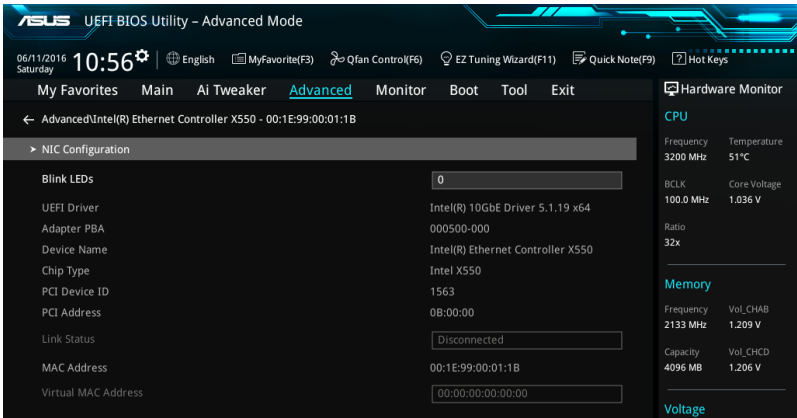 ASUS UEFI BIOS Utility – Advanced Mode
06/11/2016 Saturday 10:56 English MyFavorite(F3) Qfan Control(F6) EZ Tuning Wizard(F11) Quick Note(F9) ? Hot Keys
My Favorites Main Ai Tweaker Advanced Monitor Boot Tool Exit
Hardware Monitor
← Advanced\Intel(R) Ethernet Controller X550 - 00:1E:99:00:01:1B
> NIC Configuration
Blink LEDs 0
UEFI Driver Intel(R) 10GbE Driver 5.1.19 x64
Adapter PBA 000500-000
Device Name Intel(R) Ethernet Controller X550
Chip Type Intel X550
PCI Device ID 1563
PCI Address 0B:00:00
Link Status Disconnected
MAC Address 00:1E:99:00:01:1B
Virtual MAC Address 00:00:00:00:00:00
CPU
Frequency Temperature
3200 MHz 51°C
BCLK Core Voltage
100.0 MHz 1.036 V
Ratio
32x
Memory
Frequency Vol_CHAB
2133 MHz 1.209 V
Capacity Vol_CHCD
4096 MB 1.206 V
Voltage